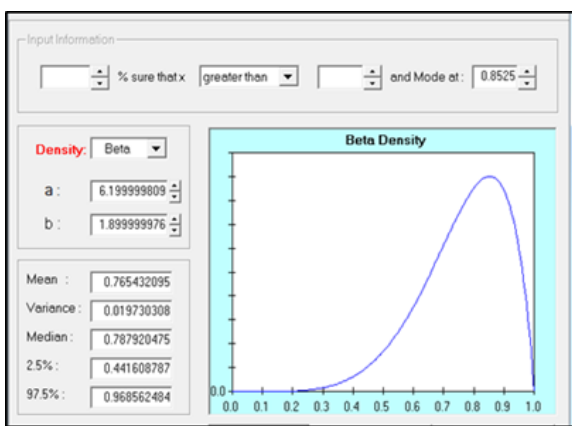 Input Information
% sure that x greater than and Mode at : 0.8525
Density: Beta
a : 6.199999809
b : 1.899999976
Mean : 0.765432095
Variance : 0.019730308
Median : 0.787920475
2.5% : 0.441608787
97.5% : 0.968562484
Beta Density
0.0
0.0 0.1 0.2 0.3 0.4 0.5 0.6 0.7 0.8 0.9 1.0